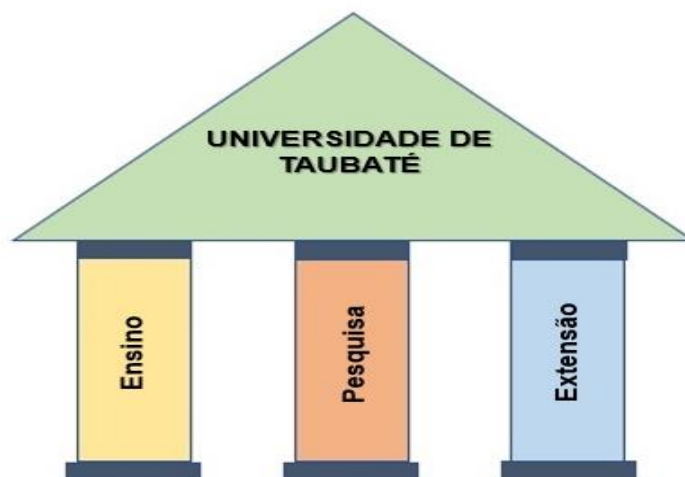 UNIVERSIDADE DE
TAUBATÉ
Ensino
Pesquisa
Extensão